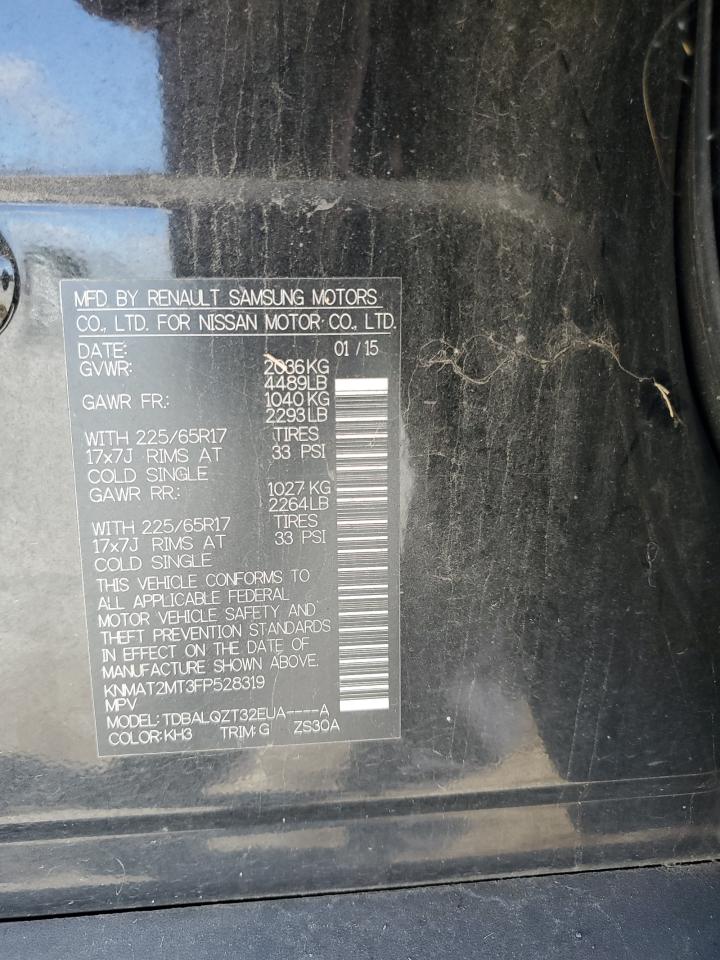 MFD BY RENAULT SAMSUNG MOTORS
CO., LTD. FOR NISSAN MOTOR CO., LTD.
DATE: 01/15
GVWR: 2036KG
4489LB
GAWR FR.: 1040KG
2293LB
WITH 225/65R17 TIRES
17x7J RIMS AT 33 PSI
COLD SINGLE
GAWR RR.: 1027KG
2264LB
WITH 225/65R17 TIRES
17x7J RIMS AT 33 PSI
COLD SINGLE
THIS VEHICLE CONFORMS TO
ALL APPLICABLE FEDERAL
MOTOR VEHICLE SAFETY AND
THEFT PREVENTION STANDARDS
IN EFFECT ON THE DATE OF
MANUFACTURE SHOWN ABOVE.
KNMAT2MT3FP528319
MPV
MODEL: TDBALQZT32EUA----A
COLOR: KH3 TRIM: G ZS30A